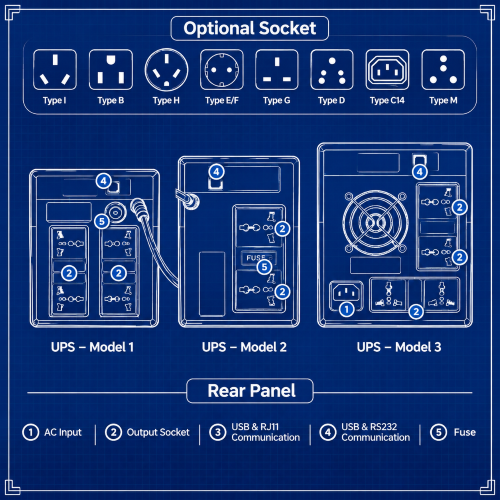 Optional Socket
Type I
Type B
Type H
Type E/F
Type G
Type D
Type C14
Type M
4
5
2
2
4
2
FUSE
5
2
4
2
2
1
2
UPS – Model 1
UPS – Model 2
UPS – Model 3
Rear Panel
1 AC Input
2 Output Socket
3 USB & RJ11
Communication
4 USB & RS232
Communication
5 Fuse